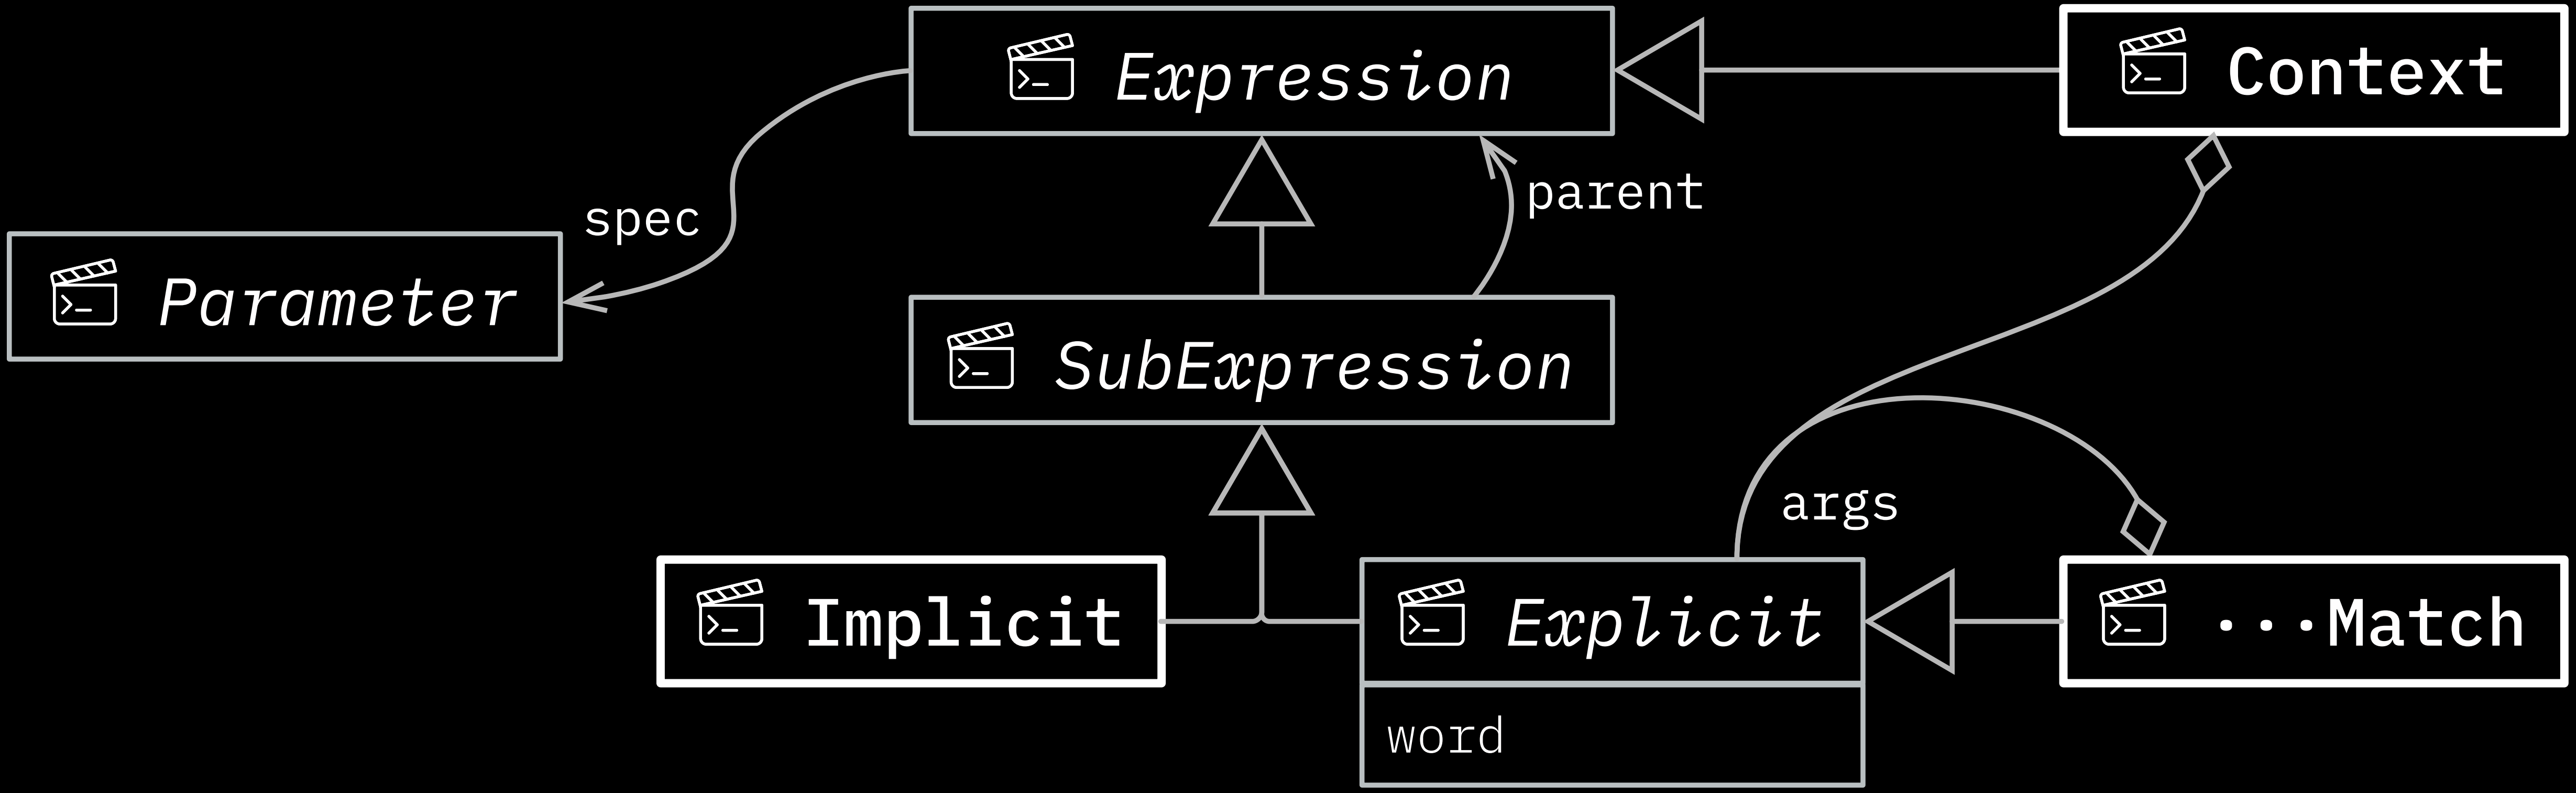 Expression
Context
parent
spec
Parameter
SubExpression
args
Implicit
Explicit
···Match
word